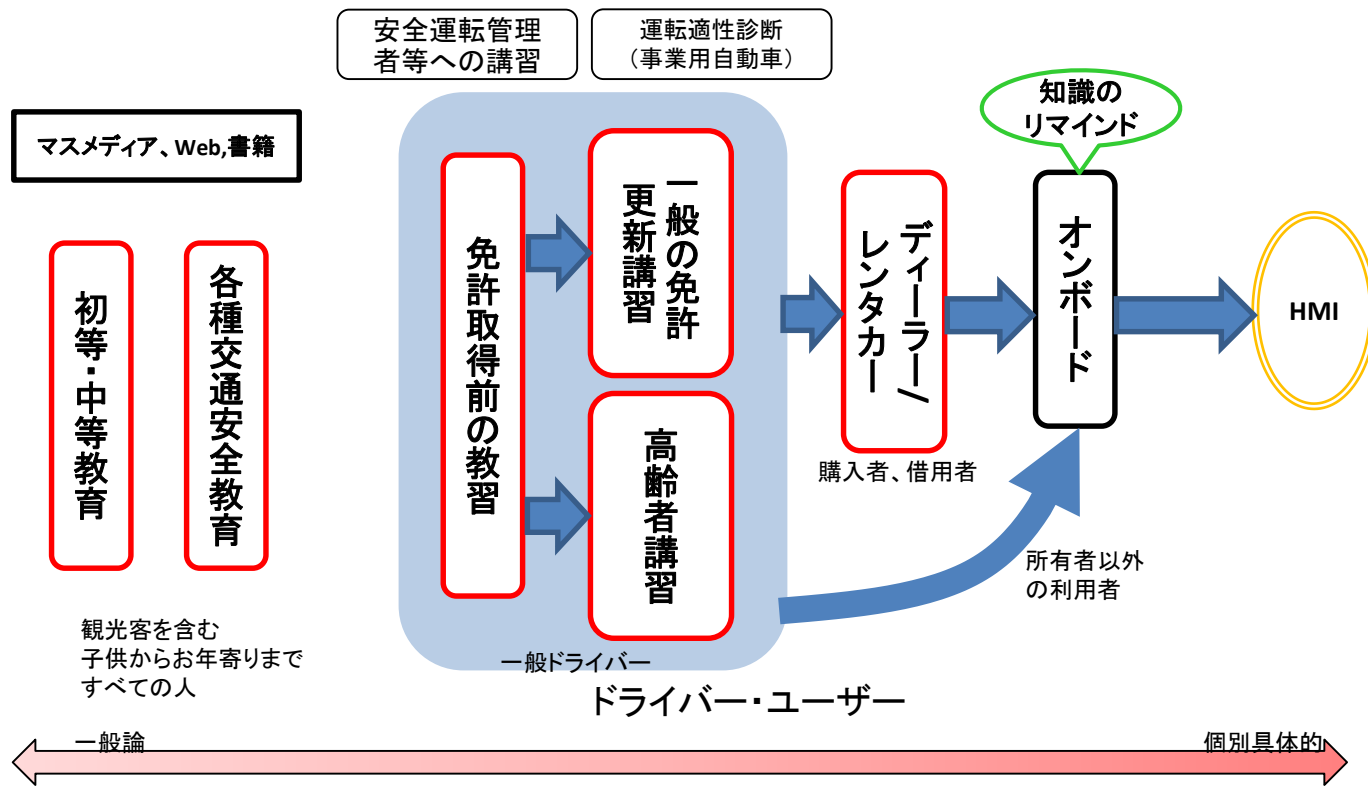 安全運転管理
者等への講習
運転適性診断
（事業用自動車）
知識の
リマインド
マスメディア、Web,書籍
初等・中等教育
各種交通安全教育
免許取得前の教習
一般の免許
更新講習
高齢者講習
ディーラー/
レンタカー
オンボード
HMI
購入者、借用者
所有者以外
の利用者
観光客を含む
子供からお年寄りまで
すべての人
一般ドライバー
ドライバー・ユーザー
一般論
個別具体的